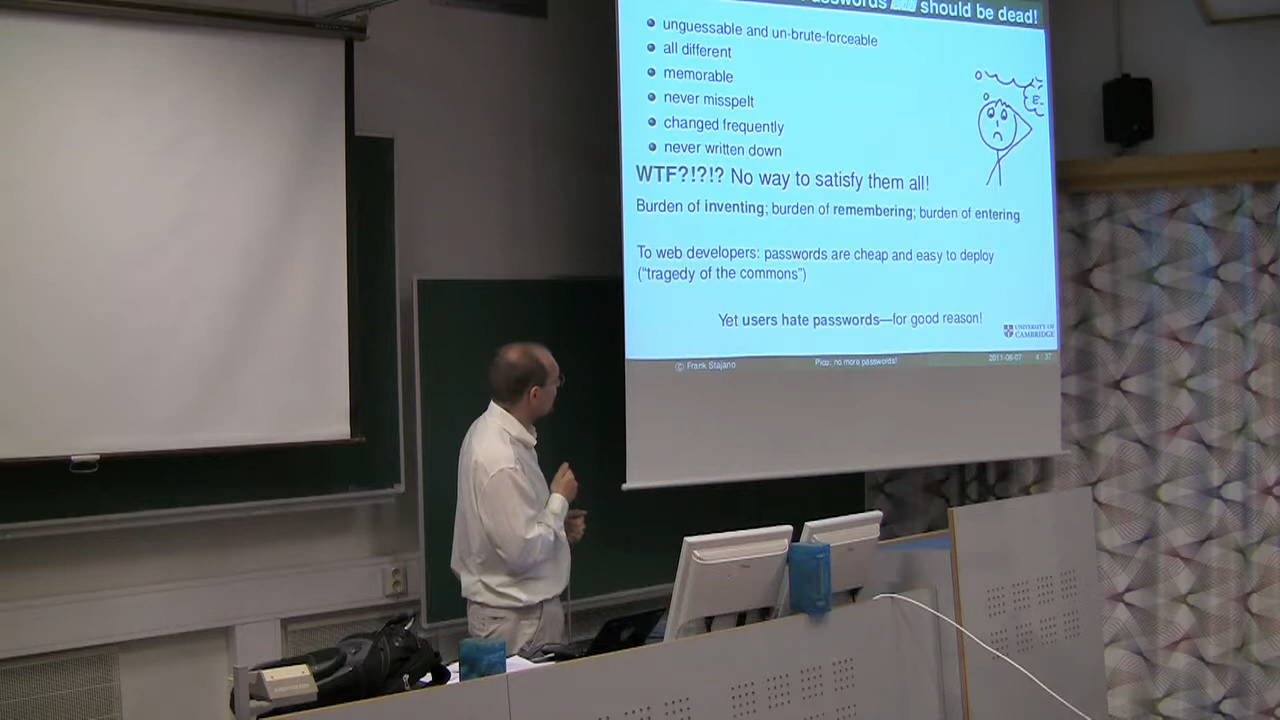 passwords should be dead!
unguessable and un-brute-forceable
all different
memorable
never misspelt
changed frequently
never written down
WTF?!?!? No way to satisfy them all!
Burden of inventing; burden of remembering; burden of entering
To web developers: passwords are cheap and easy to deploy
("tragedy of the commons")
Yet users hate passwords—for good reason!
UNIVERSITY OF
CAMBRIDGE
© Frank Stajano Pico: no more passwords! 2011-06-07 4 / 37